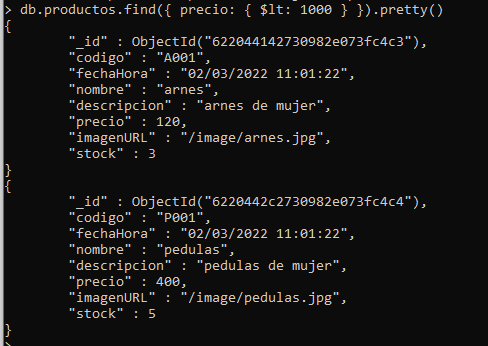 > db.productos.find({ precio: { $lt: 1000 } }).pretty()
{
        "_id" : ObjectId("622044142730982e073fc4c3"),
        "codigo" : "A001",
        "fechaHora" : "02/03/2022 11:01:22",
        "nombre" : "arnes",
        "descripcion" : "arnes de mujer",
        "precio" : 120,
        "imagenURL" : "/image/arnes.jpg",
        "stock" : 3
}
{
        "_id" : ObjectId("6220442c2730982e073fc4c4"),
        "codigo" : "P001",
        "fechaHora" : "02/03/2022 11:01:22",
        "nombre" : "pedulas",
        "descripcion" : "pedulas de mujer",
        "precio" : 400,
        "imagenURL" : "/image/pedulas.jpg",
        "stock" : 5
}
>